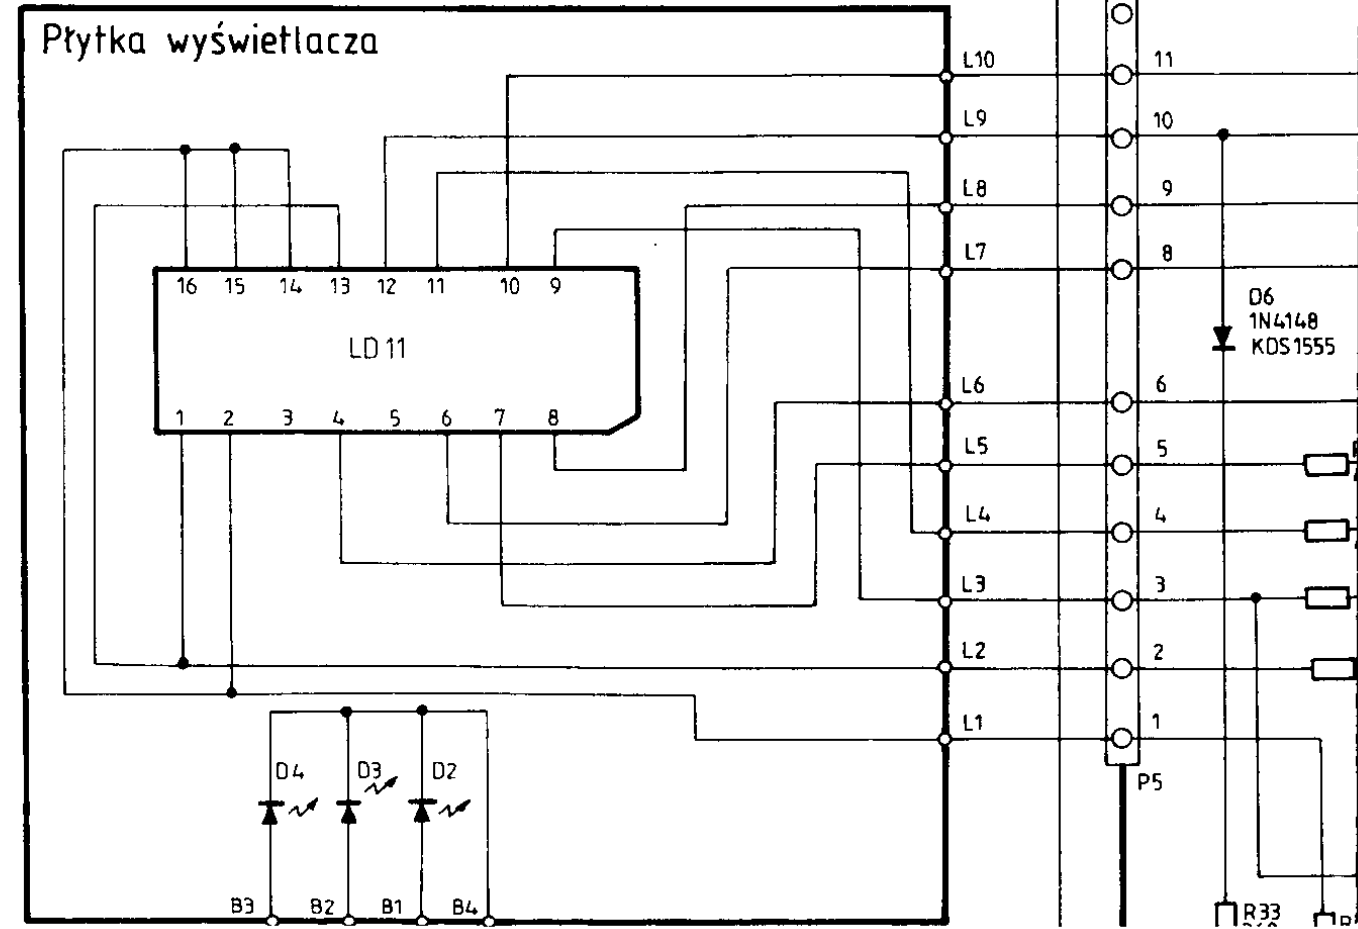 Płytka wyświetlacza
L10
11
L9
10
L8
9
L7
8
16 15 14 13 12 11 10 9
D6
1N4148
KDS1555
LD 11
L6
6
1 2 3 4 5 6 7 8
L5
5
L4
4
L3
3
L2
2
L1
1
D4 D3 D2
P5
B3 B2 B1 B4
R33